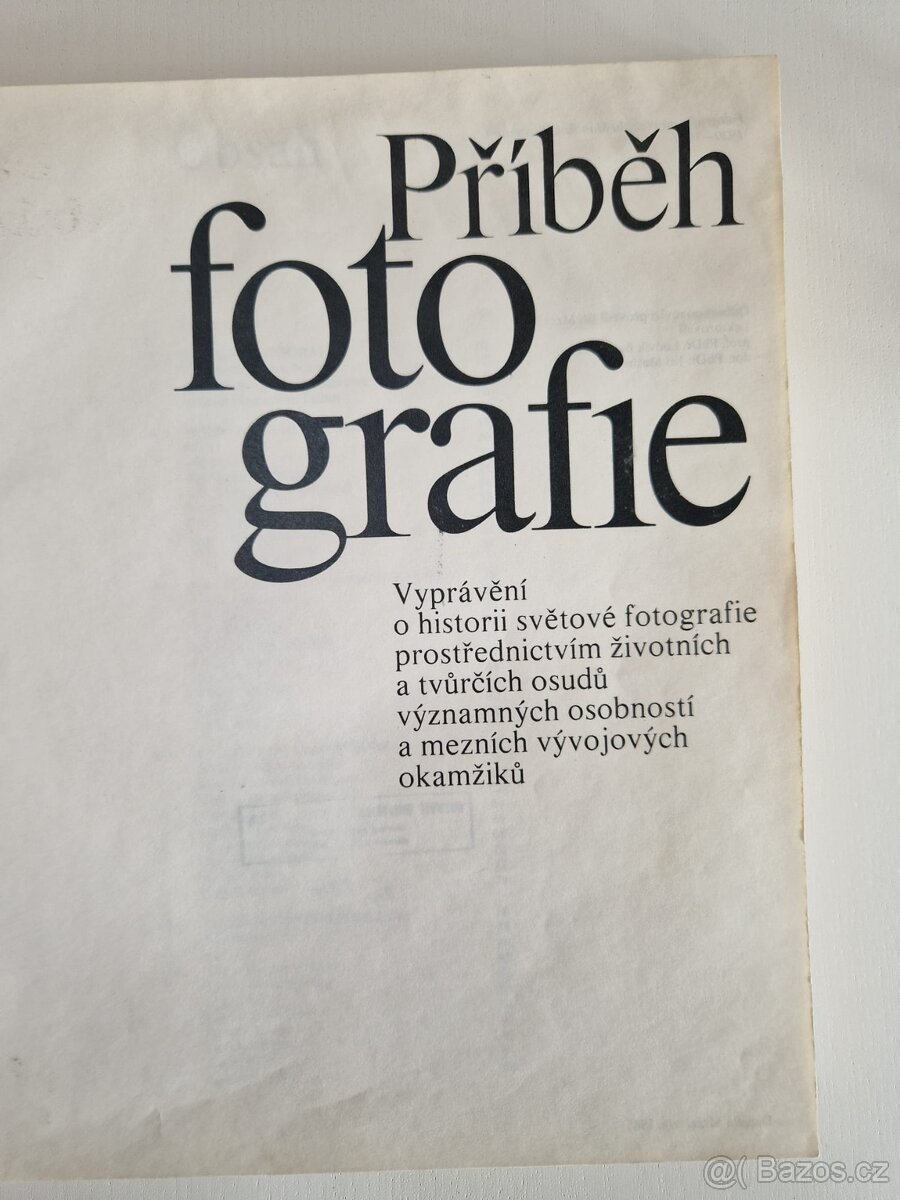 Příběh
foto
grafie
Vyprávění
o historii světové fotografie
prostřednictvím životních
a tvůrčích osudů
významných osobností
a mezních vývojových
okamžiků
@( Bazos.cz